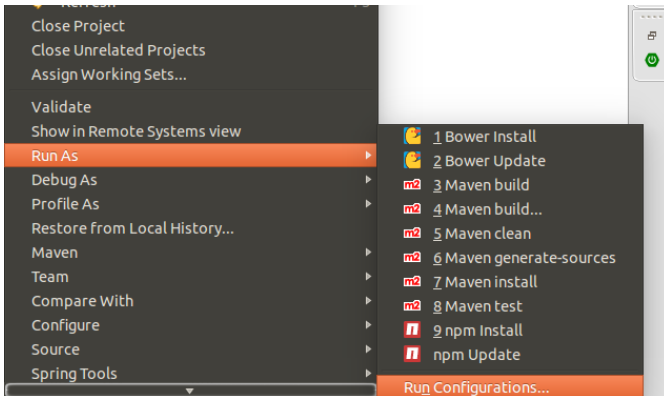 Refresh
Close Project
Close Unrelated Projects
Assign Working Sets...
Validate
Show in Remote Systems view
Run As
Debug As
Profile As
Restore from Local History...
Maven
Team
Compare With
Configure
Source
Spring Tools
1 Bower Install
2 Bower Update
m2 3 Maven build
m2 4 Maven build...
m2 5 Maven clean
m2 6 Maven generate-sources
m2 7 Maven install
m2 8 Maven test
n 9 npm Install
n npm Update
Run Configurations...